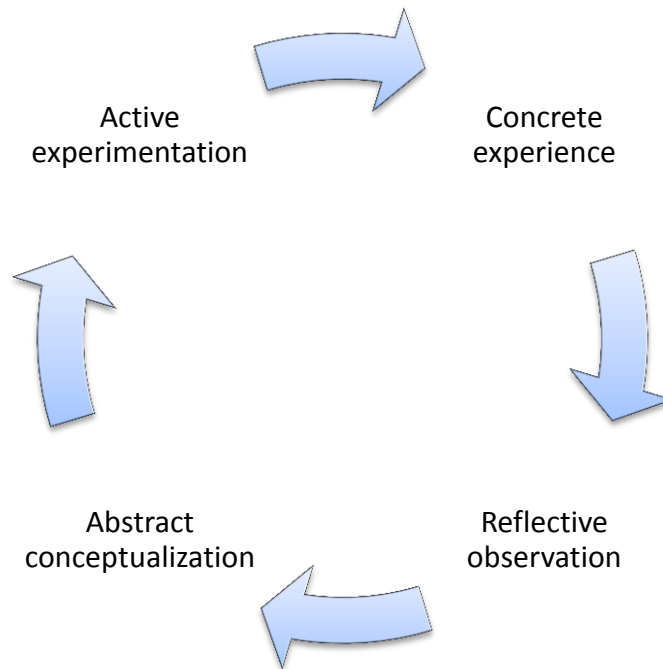 Active
experimentation
Concrete
experience
Abstract
conceptualization
Reflective
observation